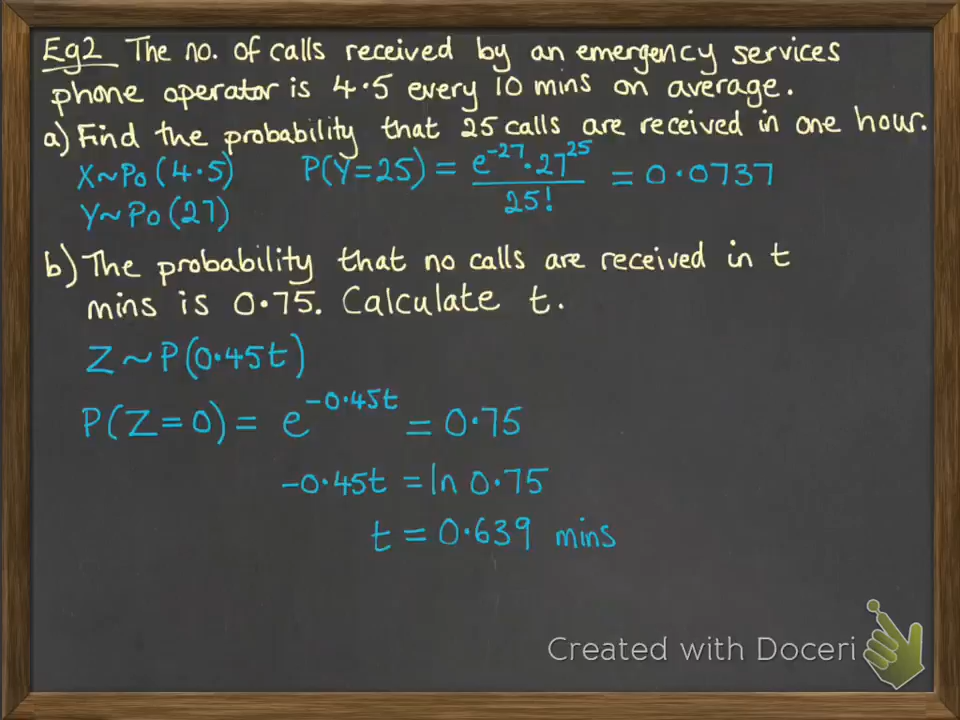 Eg2 The no. of calls received by an emergency services
phone operator is 4.5 every 10 mins on average.
a) Find the probability that 25 calls are received in one hour.
X~Po(4.5) P(Y=25) = e^-27 · 27^25 / 25! = 0.0737
Y~Po(27)
b) The probability that no calls are received in t
mins is 0.75. Calculate t.
Z ~ P(0.45t)
P(Z=0) = e^-0.45t = 0.75
-0.45t = ln 0.75
t = 0.639 mins
Created with Doceri